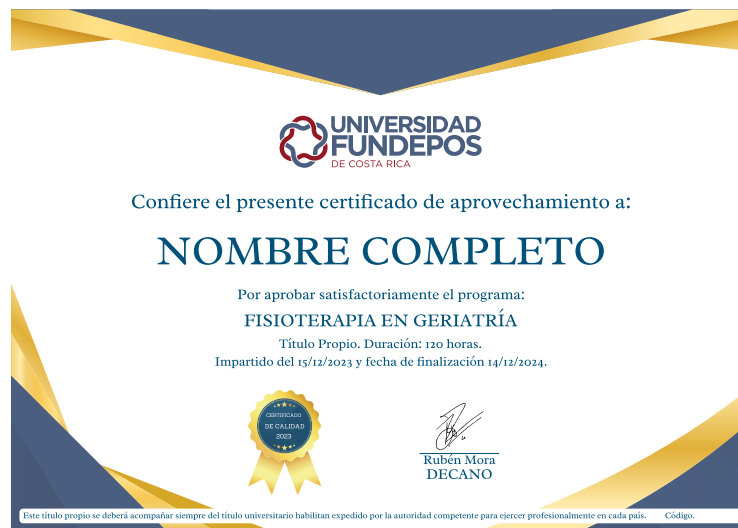 UNIVERSIDAD
FUNDEPOS
DE COSTA RICA
Confiere el presente certificado de aprovechamiento a:
NOMBRE COMPLETO
Por aprobar satisfactoriamente el programa:
FISIOTERAPIA EN GERIATRÍA
Título Propio. Duración: 120 horas.
Impartido del 15/12/2023 y fecha de finalización 14/12/2024.
CERTIFICADO
DE CALIDAD
2023
Rubén Mora
DECANO
Este título propio se deberá acompañar siempre del título universitario habilitan expedido por la autoridad competente para ejercer profesionalmente en cada país. Código.